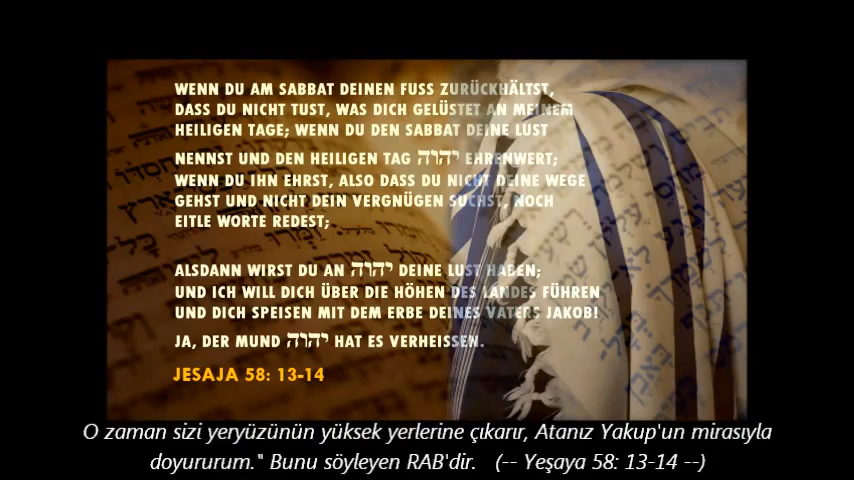 WENN DU AM SABBAT DEINEN FUSS ZURÜCKHÄLTST,
DASS DU NICHT TUST, WAS DICH GELÜSTET AN MEINEM
HEILIGEN TAGE; WENN DU DEN SABBAT DEINE LUST
NENNST UND DEN HEILIGEN TAG יהוה EHRENWERT;
WENN DU IHN EHRST, ALSO DASS DU NICHT DEINE WEGE
GEHST UND NICHT DEIN VERGNÜGEN SUCHST, NOCH
EITLE WORTE REDEST;
ALSDANN WIRST DU AN יהוה DEINE LUST HABEN;
UND ICH WILL DICH ÜBER DIE HÖHEN DES LANDES FÜHREN
UND DICH SPEISEN MIT DEM ERBE DEINES VATERS JAKOB!
JA, DER MUND יהוה HAT ES VERHEISSEN.
JESAJA 58: 13-14
O zaman sizi yeryüzünün yüksek yerlerine çıkarır, Atanız Yakup'un mirasıyla
doyururum." Bunu söyleyen RAB'dir. (-- Yeşaya 58: 13-14 --)